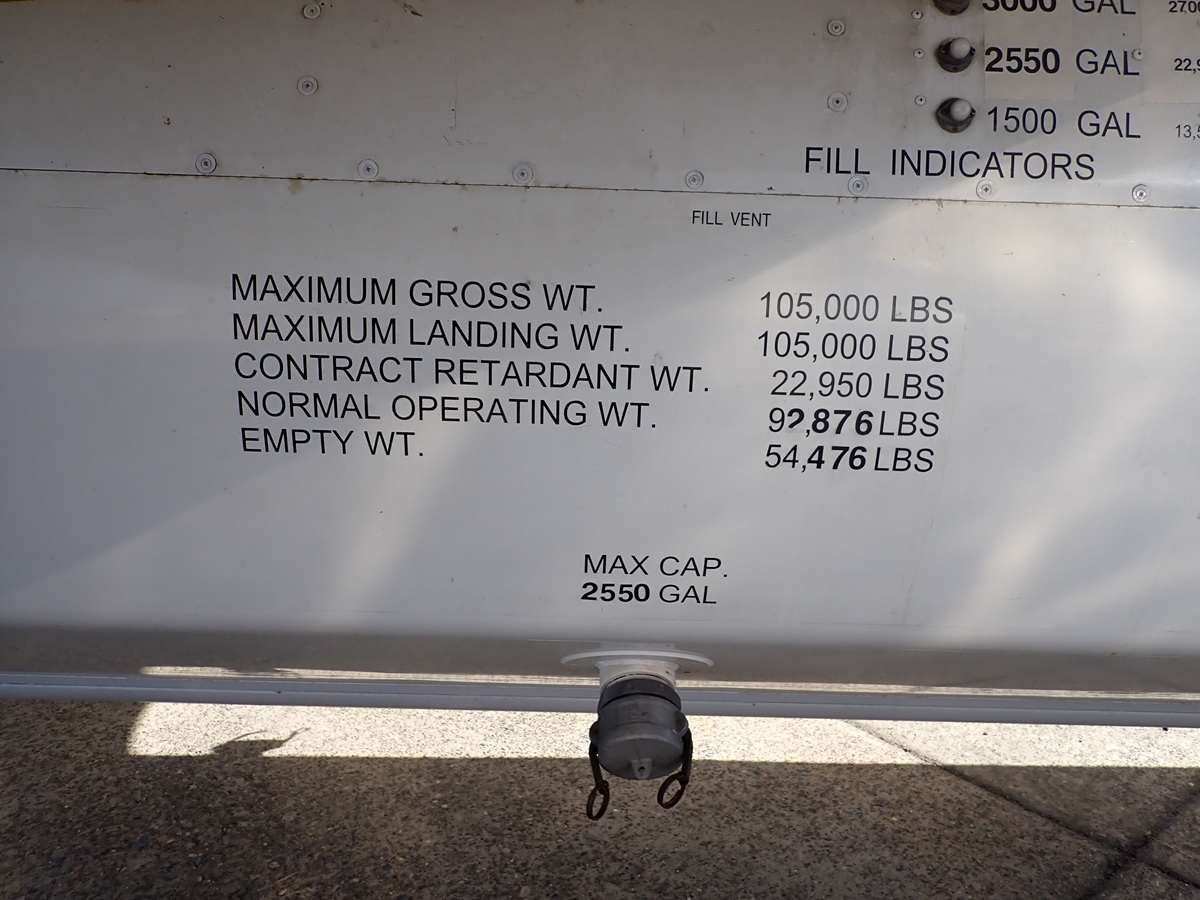 3000 GAL
2550 GAL
1500 GAL
FILL INDICATORS
FILL VENT
MAXIMUM GROSS WT. 105,000 LBS
MAXIMUM LANDING WT. 105,000 LBS
CONTRACT RETARDANT WT. 22,950 LBS
NORMAL OPERATING WT. 92,876 LBS
EMPTY WT. 54,476 LBS
MAX CAP.
2550 GAL